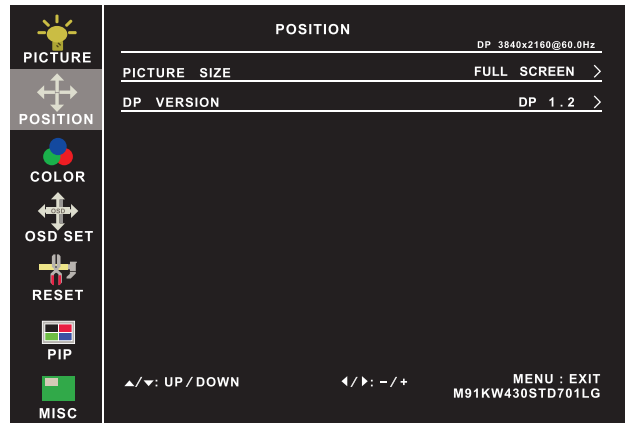 POSITION
DP 3840x2160@60.0Hz
PICTURE
PICTURE SIZE FULL SCREEN >
DP VERSION DP 1.2 >
POSITION
COLOR
OSD
OSD SET
RESET
PIP
▲/▼: UP/DOWN ◀/▶: -/+ MENU : EXIT
M91KW430STD701LG
MISC